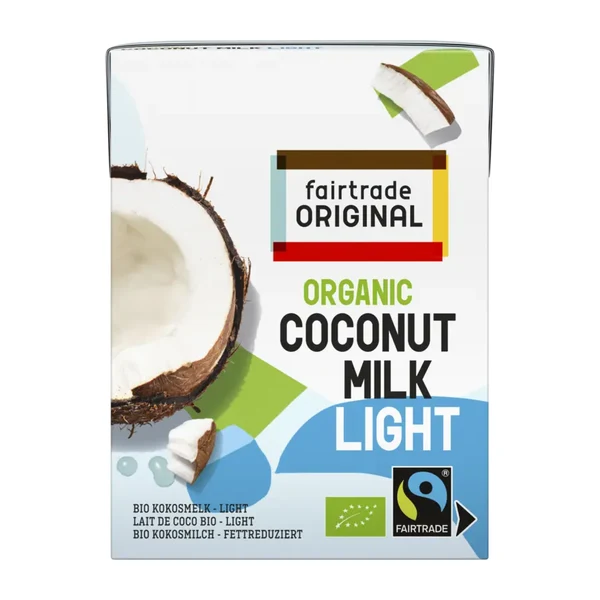 COCONUT MILK LIGHT
fairtrade
ORIGINAL
ORGANIC
COCONUT
MILK
LIGHT
BIO KOKOSMELK - LIGHT
LAIT DE COCO BIO - LIGHT
BIO KOKOSMILCH - FETTREDUZIERT
®
FAIRTRADE